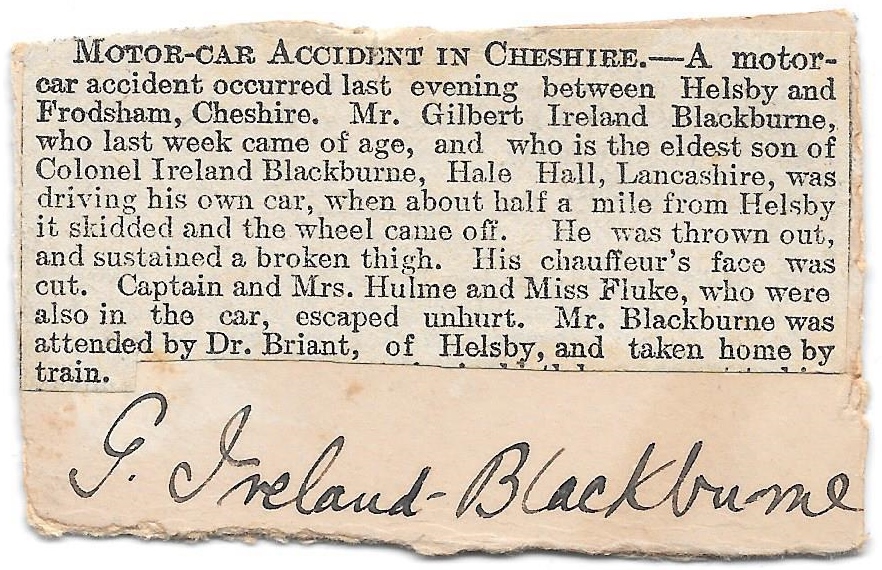 MOTOR-CAR ACCIDENT IN CHESHIRE.—A motor-
car accident occurred last evening between Helsby and
Frodsham, Cheshire. Mr. Gilbert Ireland Blackburne,
who last week came of age, and who is the eldest son of
Colonel Ireland Blackburne, Hale Hall, Lancashire, was
driving his own car, when about half a mile from Helsby
it skidded and the wheel came off. He was thrown out,
and sustained a broken thigh. His chauffeur's face was
cut. Captain and Mrs. Hulme and Miss Fluke, who were
also in the car, escaped unhurt. Mr. Blackburne was
attended by Dr. Briant, of Helsby, and taken home by
train.
G. Ireland-Blackburne